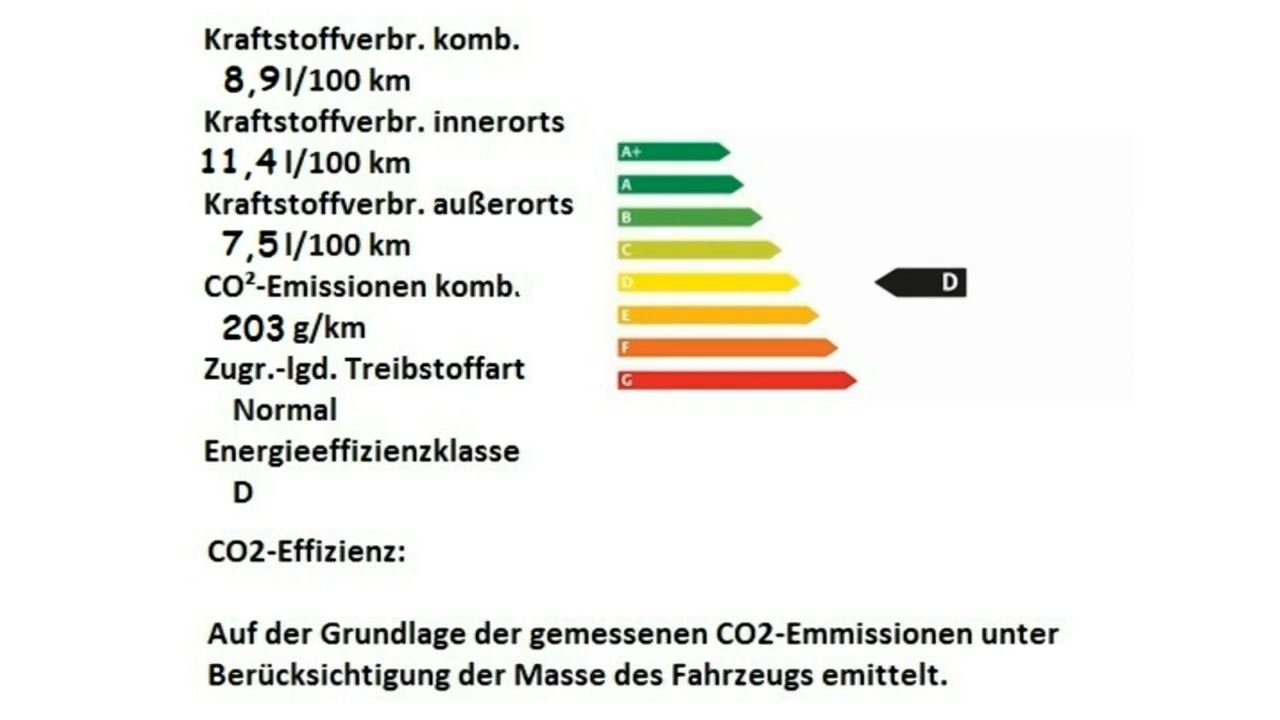 Kraftstoffverbr. komb.
8,9 l/100 km
Kraftstoffverbr. innerorts
11,4 l/100 km
Kraftstoffverbr. außerorts
7,5 l/100 km
CO²-Emissionen komb.
203 g/km
Zugr.-lgd. Treibstoffart
Normal
Energieeffizienzklasse
D
A+
A
B
C
D
D
E
F
G
CO2-Effizienz:
Auf der Grundlage der gemessenen CO2-Emmissionen unter
Berücksichtigung der Masse des Fahrzeugs emittelt.